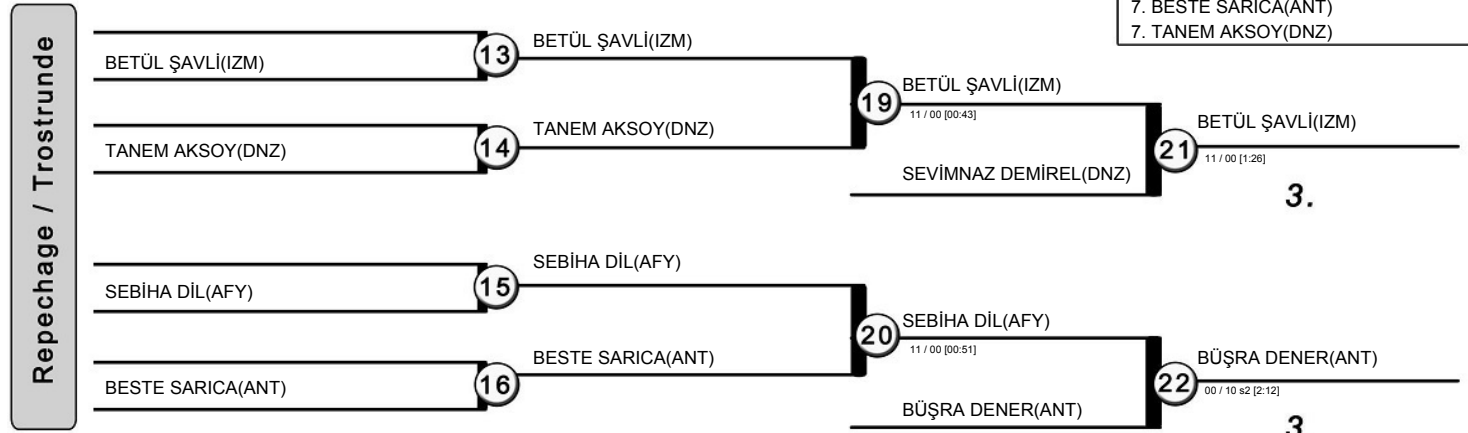 7. BESTE SARICA(ANT)
7. TANEM AKSOY(DNZ)
Repechage / Trostrunde
BETÜL ŞAVLİ(IZM)
13
BETÜL ŞAVLİ(IZM)
TANEM AKSOY(DNZ)
14
TANEM AKSOY(DNZ)
19
BETÜL ŞAVLİ(IZM)
11 / 00 [00:43]
SEVİMNAZ DEMİREL(DNZ)
21
BETÜL ŞAVLİ(IZM)
11 / 00 [1:26]
3.
SEBİHA DİL(AFY)
15
SEBİHA DİL(AFY)
BESTE SARICA(ANT)
16
BESTE SARICA(ANT)
20
SEBİHA DİL(AFY)
11 / 00 [00:51]
BÜŞRA DENER(ANT)
22
BÜŞRA DENER(ANT)
00 / 10 s2 [2:12]
3